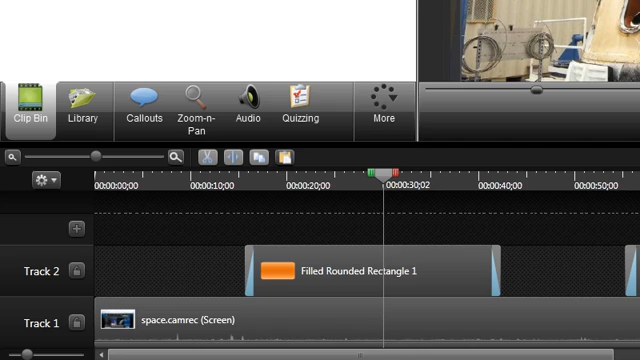 Clip Bin
Library
Callouts
Zoom-n-
Pan
Audio
Quizzing
More
00:00:00;00
00:00:10;00
00:00:20;00
00:00:30;02
00:00:40;00
00:00:50;00
Track 2
Filled Rounded Rectangle 1
Track 1
space.camrec (Screen)